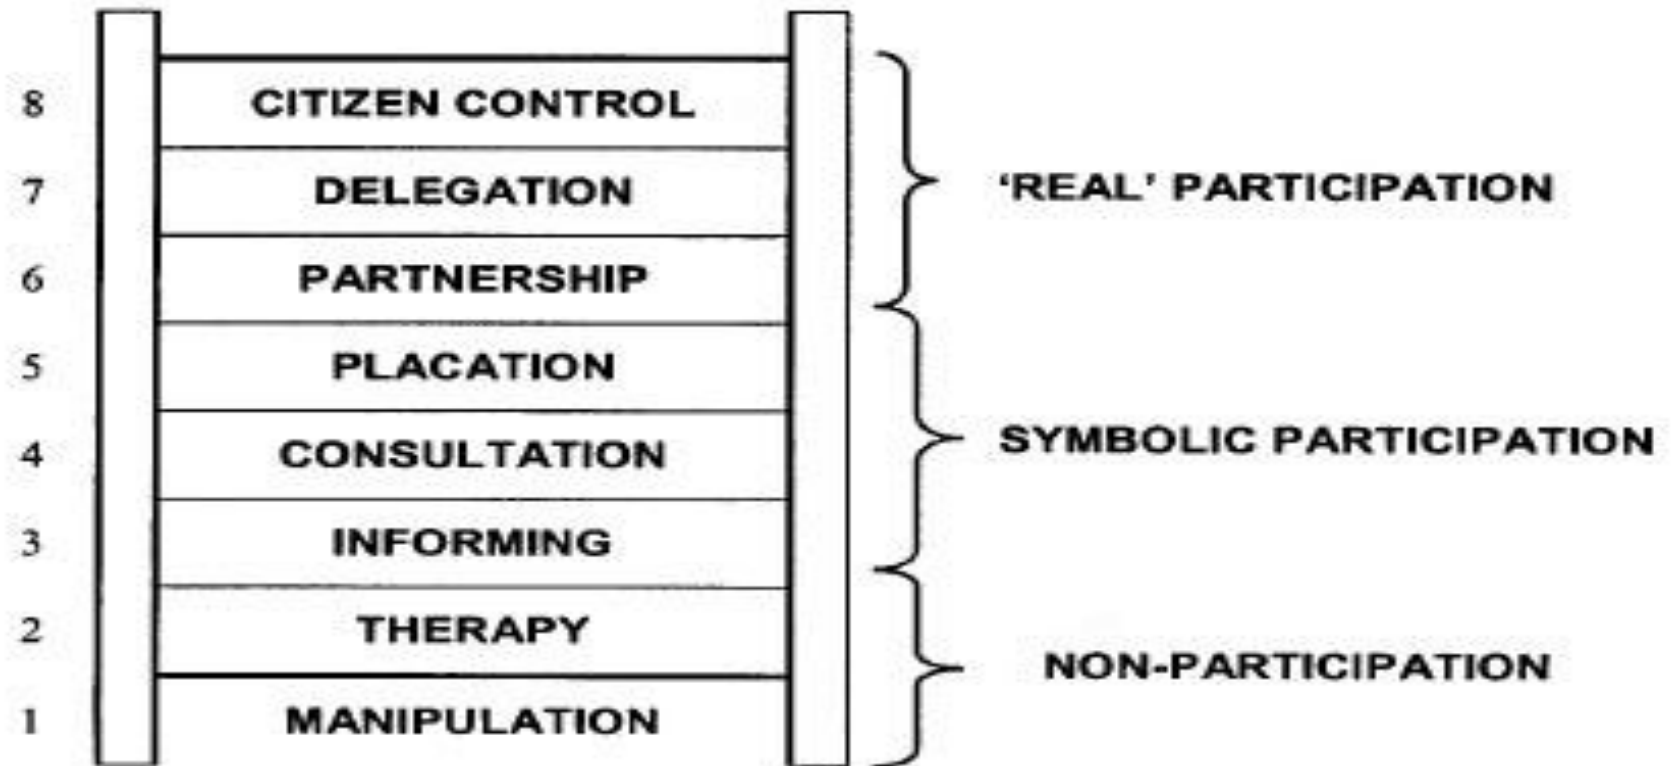 8 CITIZEN CONTROL
7 DELEGATION
'REAL' PARTICIPATION
6 PARTNERSHIP
5 PLACATION
4 CONSULTATION
SYMBOLIC PARTICIPATION
3 INFORMING
2 THERAPY
NON-PARTICIPATION
1 MANIPULATION